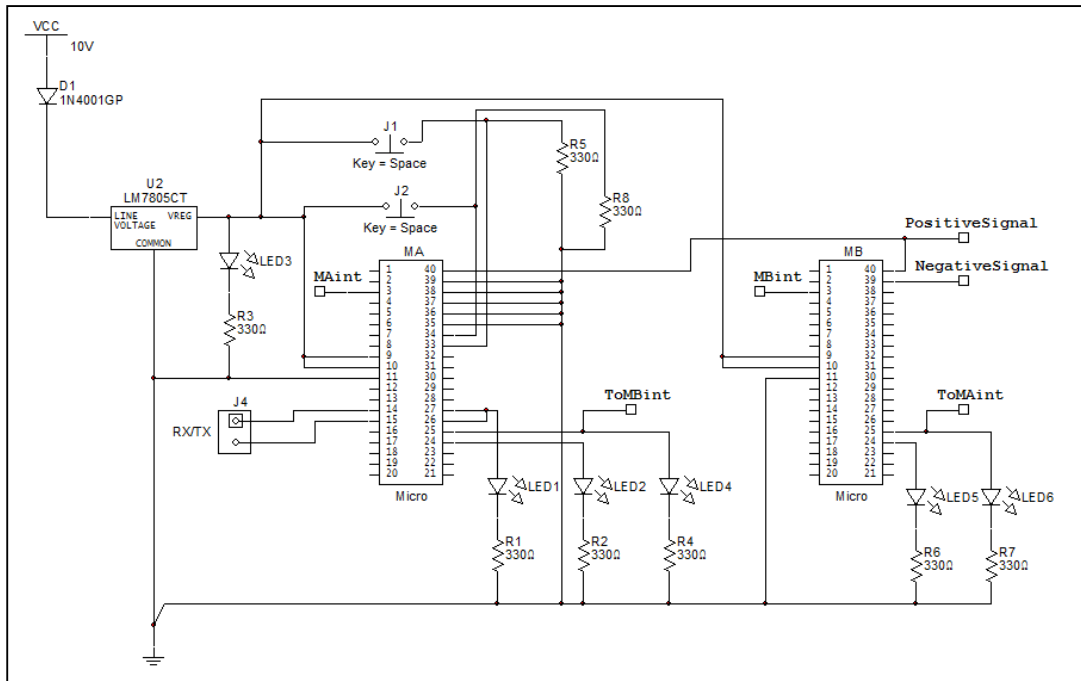 VCC
10V
D1
1N4001GP
U2
LM7805CT
LINE VREG
VOLTAGE
COMMON
LED3
R3
330Ω
J1
Key = Space
J2
Key = Space
R5
330Ω
R8
330Ω
MA
MAint
1 40
2 39
3 38
4 37
5 36
6 35
7 34
8 33
9 32
10 31
11 30
12 29
13 28
14 27
15 26
16 25
17 24
18 23
19 22
20 21
Micro
J4
RX/TX
ToMBint
LED1
LED2
LED4
R1
330Ω
R2
330Ω
R4
330Ω
PositiveSignal
NegativeSignal
MB
MBint
1 40
2 39
3 38
4 37
5 36
6 35
7 34
8 33
9 32
10 31
11 30
12 29
13 28
14 27
15 26
16 25
17 24
18 23
19 22
20 21
Micro
ToMAint
LED5
LED6
R6
330Ω
R7
330Ω